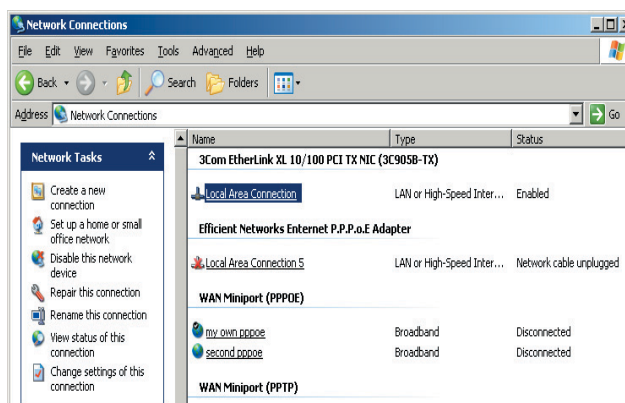 Network Connections
File Edit View Favorites Tools Advanced Help
Back Search Folders
Address Network Connections Go
Network Tasks
Create a new
connection
Set up a home or small
office network
Disable this network
device
Repair this connection
Rename this connection
View status of this
connection
Change settings of this
connection
Name Type Status
3Com EtherLink XL 10/100 PCI TX NIC (3C905B-TX)
Local Area Connection LAN or High-Speed Inter... Enabled
Efficient Networks Enternet P.P.P.o.E Adapter
Local Area Connection 5 LAN or High-Speed Inter... Network cable unplugged
WAN Miniport (PPPOE)
my own pppoe Broadband Disconnected
second pppoe Broadband Disconnected
WAN Miniport (PPTP)